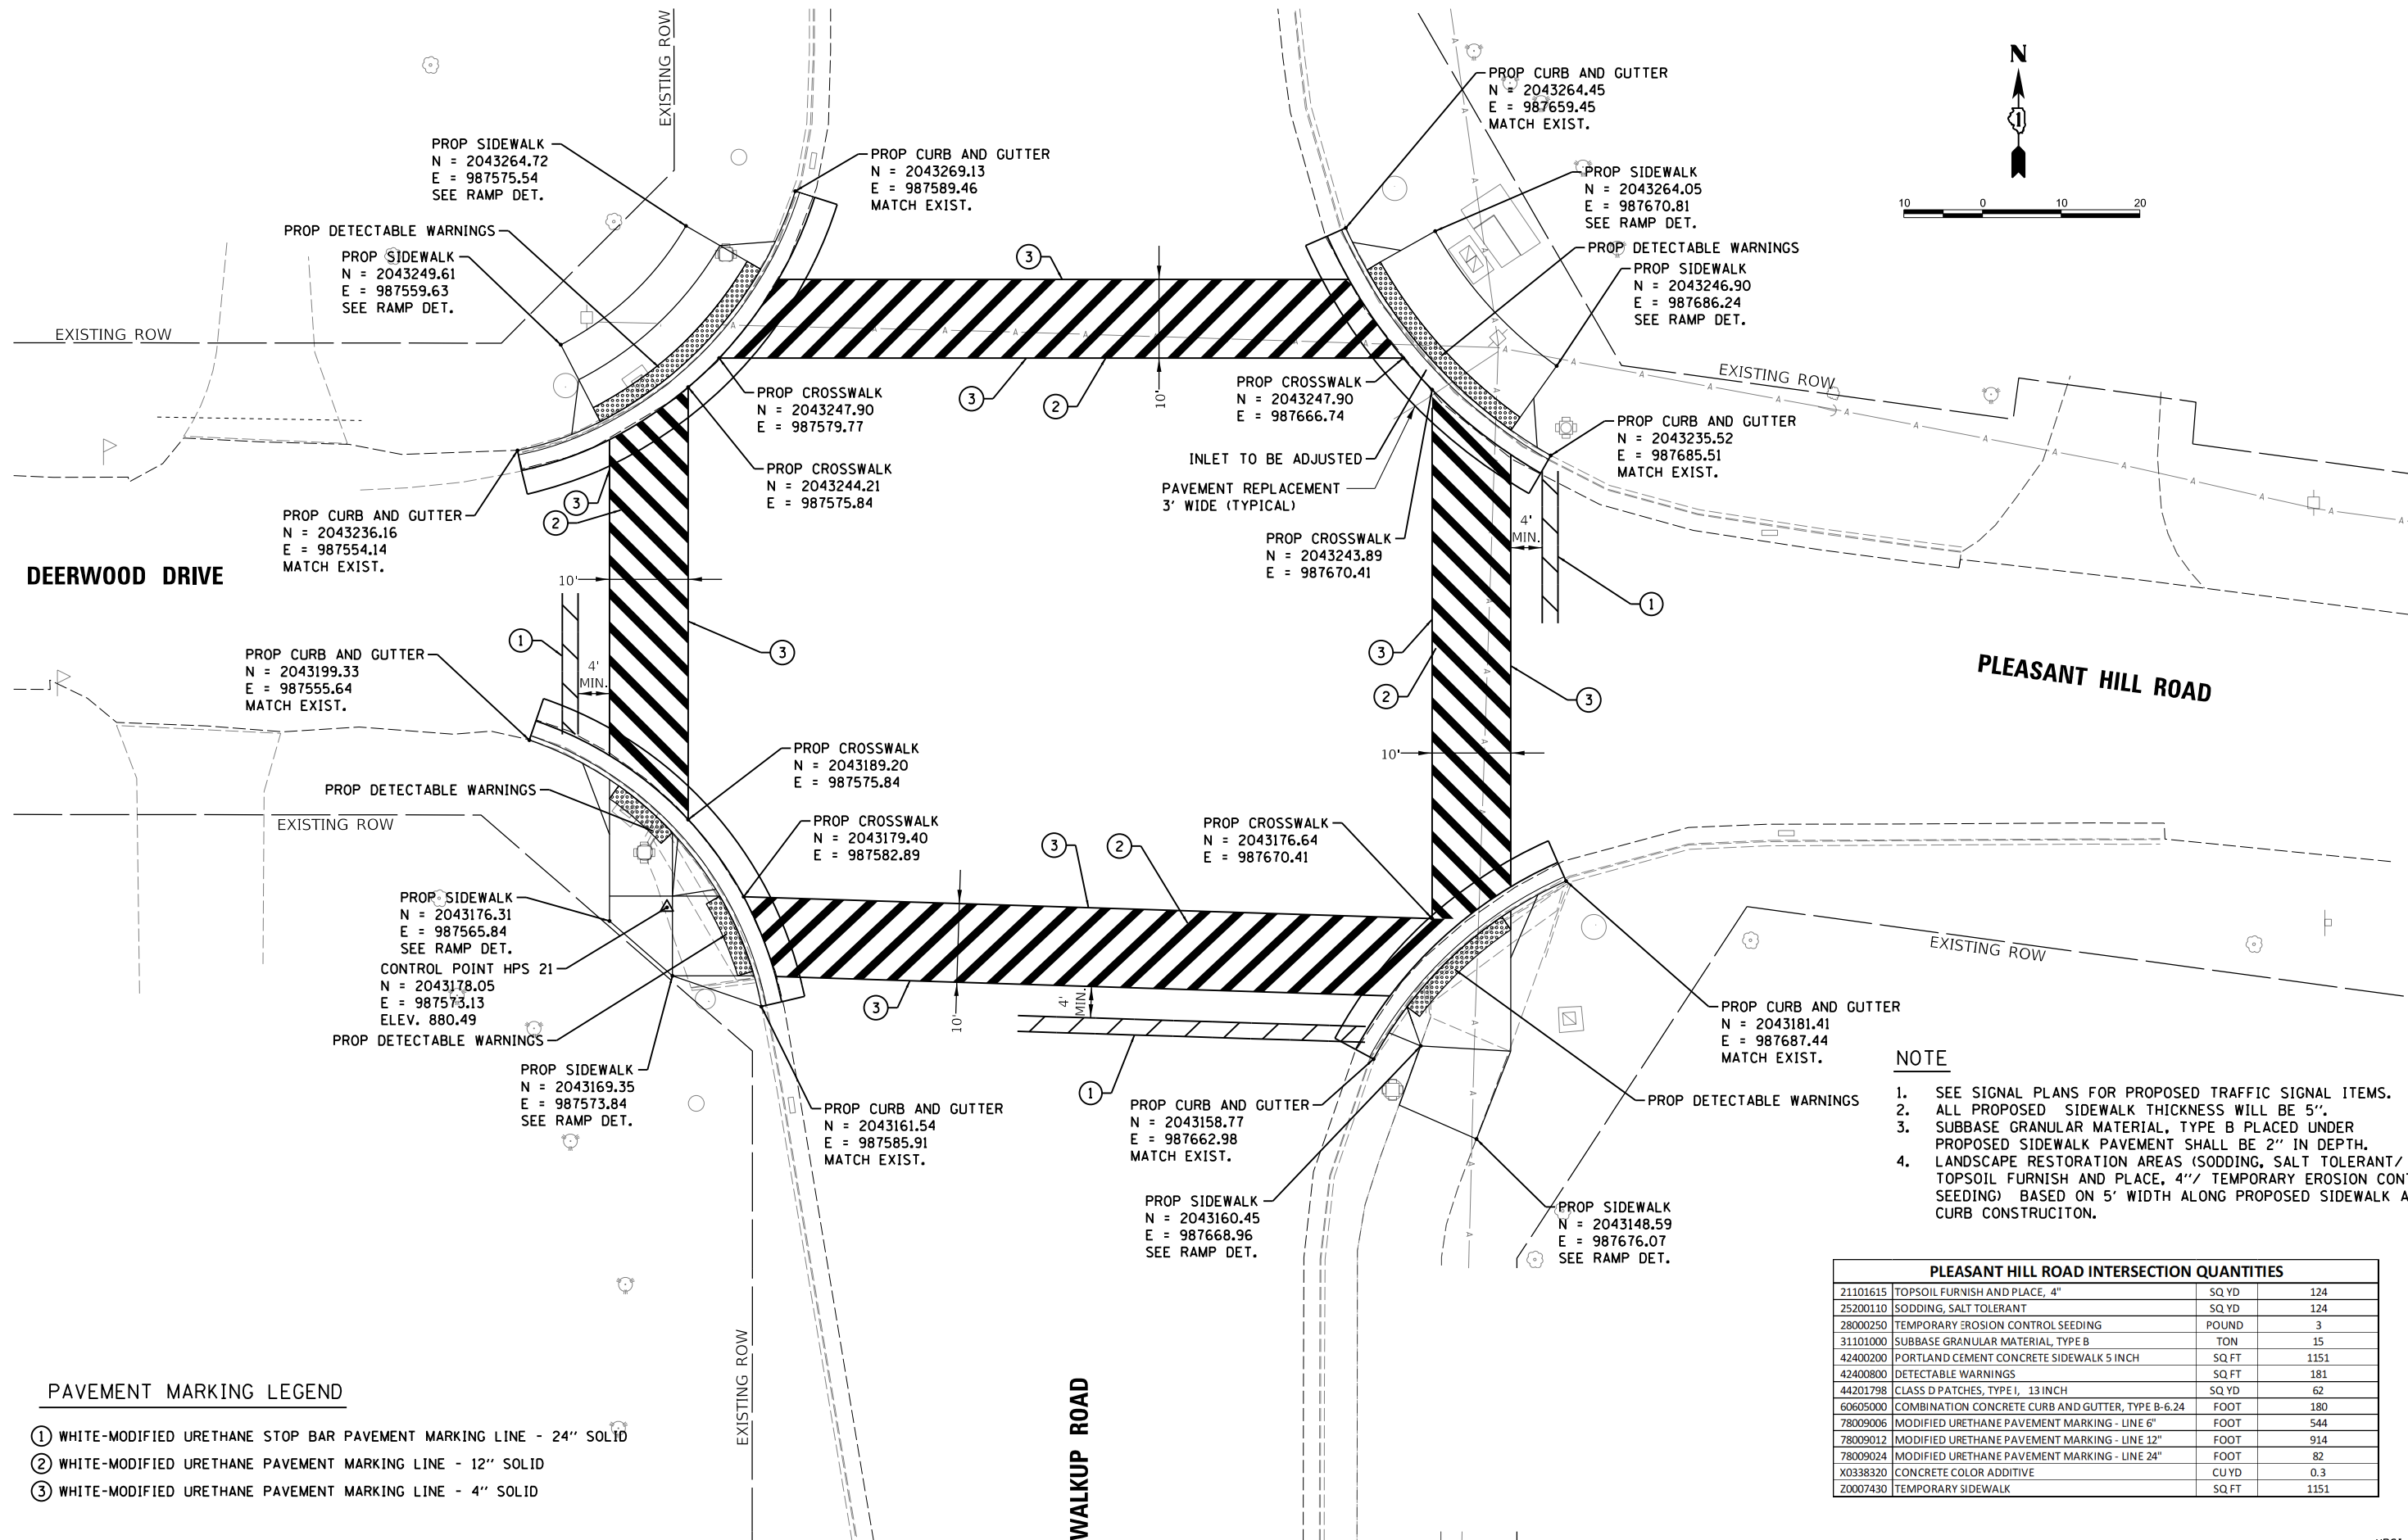 EXISTING ROW
N
1
10 0 10 20
PROP CURB AND GUTTER
N = 2043264.45
E = 987659.45
MATCH EXIST.
PROP SIDEWALK
N = 2043264.72
E = 987575.54
SEE RAMP DET.
PROP CURB AND GUTTER
N = 2043269.13
E = 987589.46
MATCH EXIST.
PROP SIDEWALK
N = 2043264.05
E = 987670.81
SEE RAMP DET.
PROP DETECTABLE WARNINGS
PROP SIDEWALK
N = 2043249.61
E = 987559.63
SEE RAMP DET.
3
PROP DETECTABLE WARNINGS
PROP SIDEWALK
N = 2043246.90
E = 987686.24
SEE RAMP DET.
EXISTING ROW
EXISTING ROW
PROP CROSSWALK
N = 2043247.90
E = 987579.77
3
2
10'
PROP CROSSWALK
N = 2043247.90
E = 987666.74
PROP CURB AND GUTTER
N = 2043235.52
E = 987685.51
MATCH EXIST.
PROP CROSSWALK
N = 2043244.21
E = 987575.84
INLET TO BE ADJUSTED
PAVEMENT REPLACEMENT
3' WIDE (TYPICAL)
3
2
PROP CURB AND GUTTER
N = 2043236.16
E = 987554.14
MATCH EXIST.
4'
MIN.
PROP CROSSWALK
N = 2043243.89
E = 987670.41
DEERWOOD DRIVE
10'
1
1
3
3
4'
MIN.
PROP CURB AND GUTTER
N = 2043199.33
E = 987555.64
MATCH EXIST.
2
3
PLEASANT HILL ROAD
10'
PROP CROSSWALK
N = 2043189.20
E = 987575.84
PROP DETECTABLE WARNINGS
EXISTING ROW
PROP CROSSWALK
N = 2043179.40
E = 987582.89
3
2
PROP CROSSWALK
N = 2043176.64
E = 987670.41
PROP SIDEWALK
N = 2043176.31
E = 987565.84
SEE RAMP DET.
CONTROL POINT HPS 21
N = 2043178.05
E = 987573.13
ELEV. 880.49
PROP DETECTABLE WARNINGS
3
10'
4'
MIN.
EXISTING ROW
PROP CURB AND GUTTER
N = 2043181.41
E = 987687.44
MATCH EXIST.
PROP SIDEWALK
N = 2043169.35
E = 987573.84
SEE RAMP DET.
1
PROP DETECTABLE WARNINGS
PROP CURB AND GUTTER
N = 2043161.54
E = 987585.91
MATCH EXIST.
PROP CURB AND GUTTER
N = 2043158.77
E = 987662.98
MATCH EXIST.
PROP SIDEWALK
N = 2043160.45
E = 987668.96
SEE RAMP DET.
PROP SIDEWALK
N = 2043148.59
E = 987676.07
SEE RAMP DET.
NOTE
1. SEE SIGNAL PLANS FOR PROPOSED TRAFFIC SIGNAL ITEMS.
2. ALL PROPOSED SIDEWALK THICKNESS WILL BE 5".
3. SUBBASE GRANULAR MATERIAL, TYPE B PLACED UNDER
PROPOSED SIDEWALK PAVEMENT SHALL BE 2" IN DEPTH.
4. LANDSCAPE RESTORATION AREAS (SODDING, SALT TOLERANT/
TOPSOIL FURNISH AND PLACE, 4"/ TEMPORARY EROSION
SEEDING) BASED ON 5' WIDTH ALONG PROPOSED SIDEWALK
CURB CONSTRUCITON.
PLEASANT HILL ROAD INTERSECTION QUANTITIES
21101615 TOPSOIL FURNISH AND PLACE, 4" SQ YD 124
25200110 SODDING, SALT TOLERANT SQ YD 124
28000250 TEMPORARY EROSION CONTROL SEEDING POUND 3
31101000 SUBBASE GRANULAR MATERIAL, TYPE B TON 15
42400200 PORTLAND CEMENT CONCRETE SIDEWALK 5 INCH SQ FT 1151
42400800 DETECTABLE WARNINGS SQ FT 181
44201798 CLASS D PATCHES, TYPE I, 13 INCH SQ YD 62
60605000 COMBINATION CONCRETE CURB AND GUTTER, TYPE B-6.24 FOOT 180
78009006 MODIFIED URETHANE PAVEMENT MARKING - LINE 6" FOOT 544
78009012 MODIFIED URETHANE PAVEMENT MARKING - LINE 12" FOOT 914
78009024 MODIFIED URETHANE PAVEMENT MARKING - LINE 24" FOOT 82
X0338320 CONCRETE COLOR ADDITIVE CU YD 0.3
Z0007430 TEMPORARY SIDEWALK SQ FT 1151
EXISTING ROW
WALKUP ROAD
PAVEMENT MARKING LEGEND
1 WHITE-MODIFIED URETHANE STOP BAR PAVEMENT MARKING LINE - 24" SOLID
2 WHITE-MODIFIED URETHANE PAVEMENT MARKING LINE - 12" SOLID
3 WHITE-MODIFIED URETHANE PAVEMENT MARKING LINE - 4" SOLID